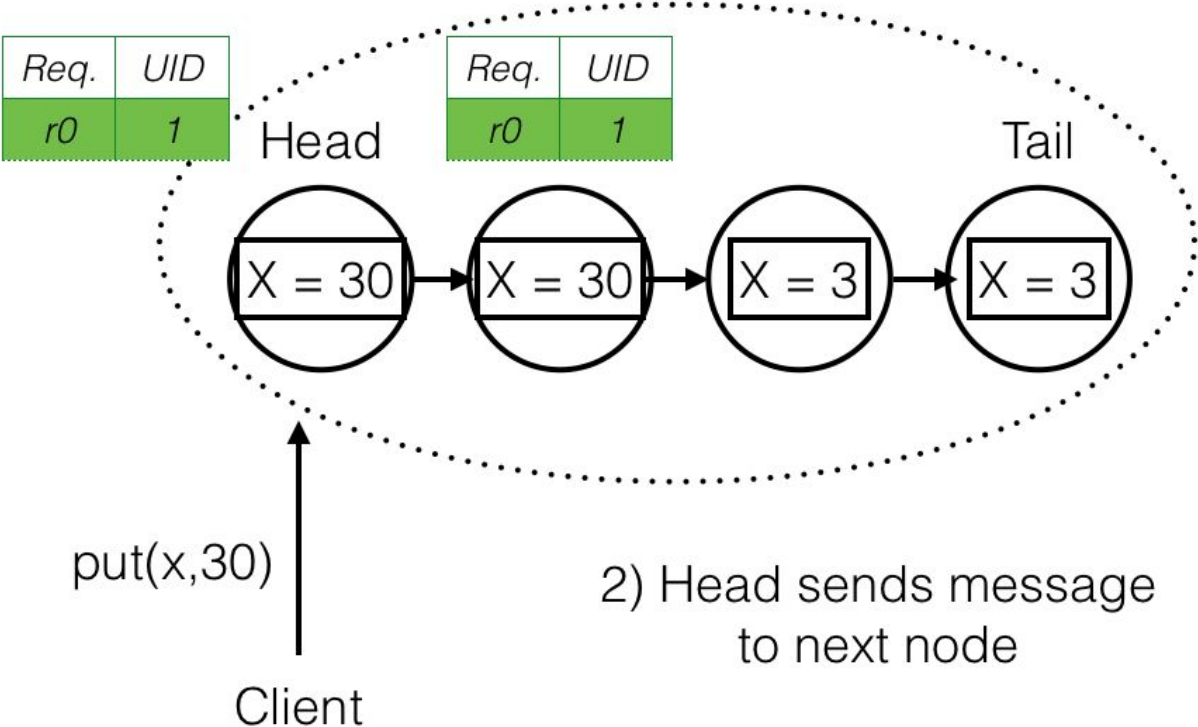 Req. UID
r0 1
Req. UID
r0 1
Head
Tail
X = 30
X = 30
X = 3
X = 3
put(x,30)
2) Head sends message
to next node
Client